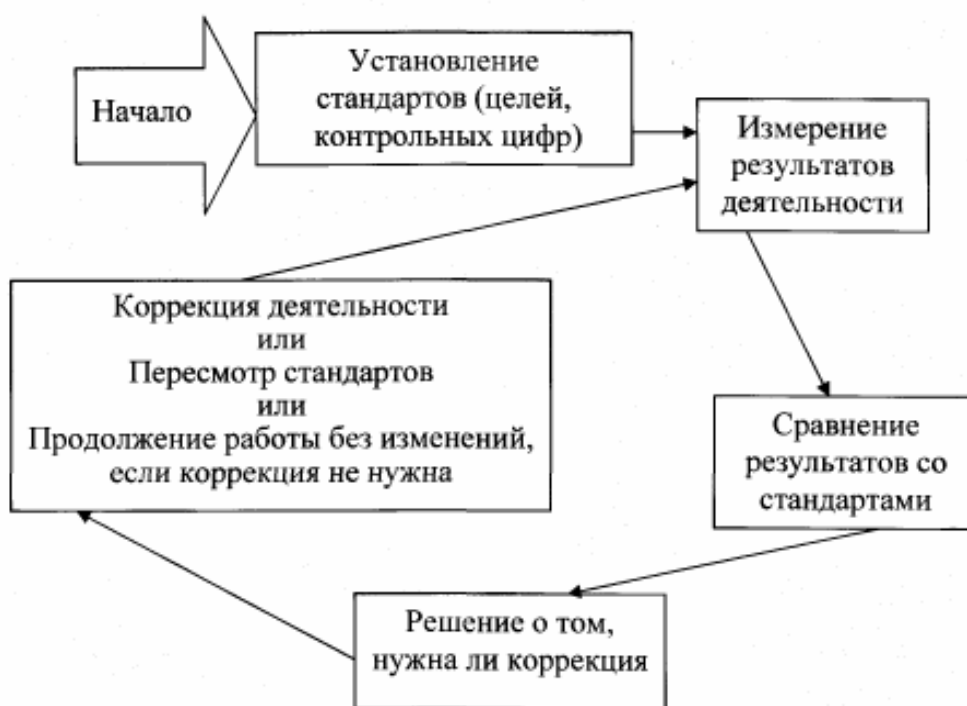 Начало
Установление
стандартов (целей,
контрольных цифр)
Измерение
результатов
деятельности
Сравнение
результатов со
стандартами
Решение о том,
нужна ли коррекция
Коррекция деятельности
или
Пересмотр стандартов
или
Продолжение работы без изменений,
если коррекция не нужна